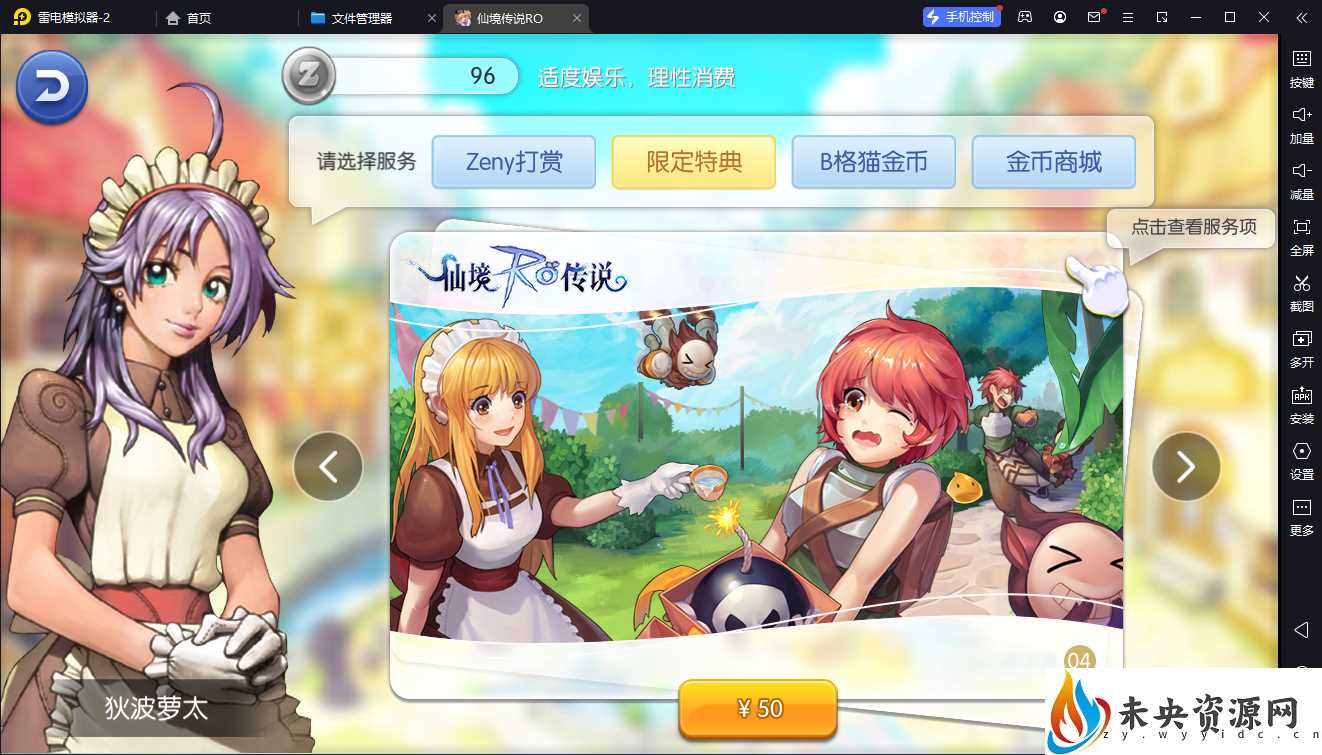 雷电模拟器-2
首页
文件管理器
仙境传说RO
手机控制
Z
96
适度娱乐，理性消费
请选择服务
Zeny打赏
限定特典
B格猫金币
金币商城
点击查看服务项
仙境RO传说
04
¥ 50
狄波萝太
按键
加量
减量
全屏
截图
多开
APK
安装
设置
更多
未央资源网
zy.wyyidc.cn